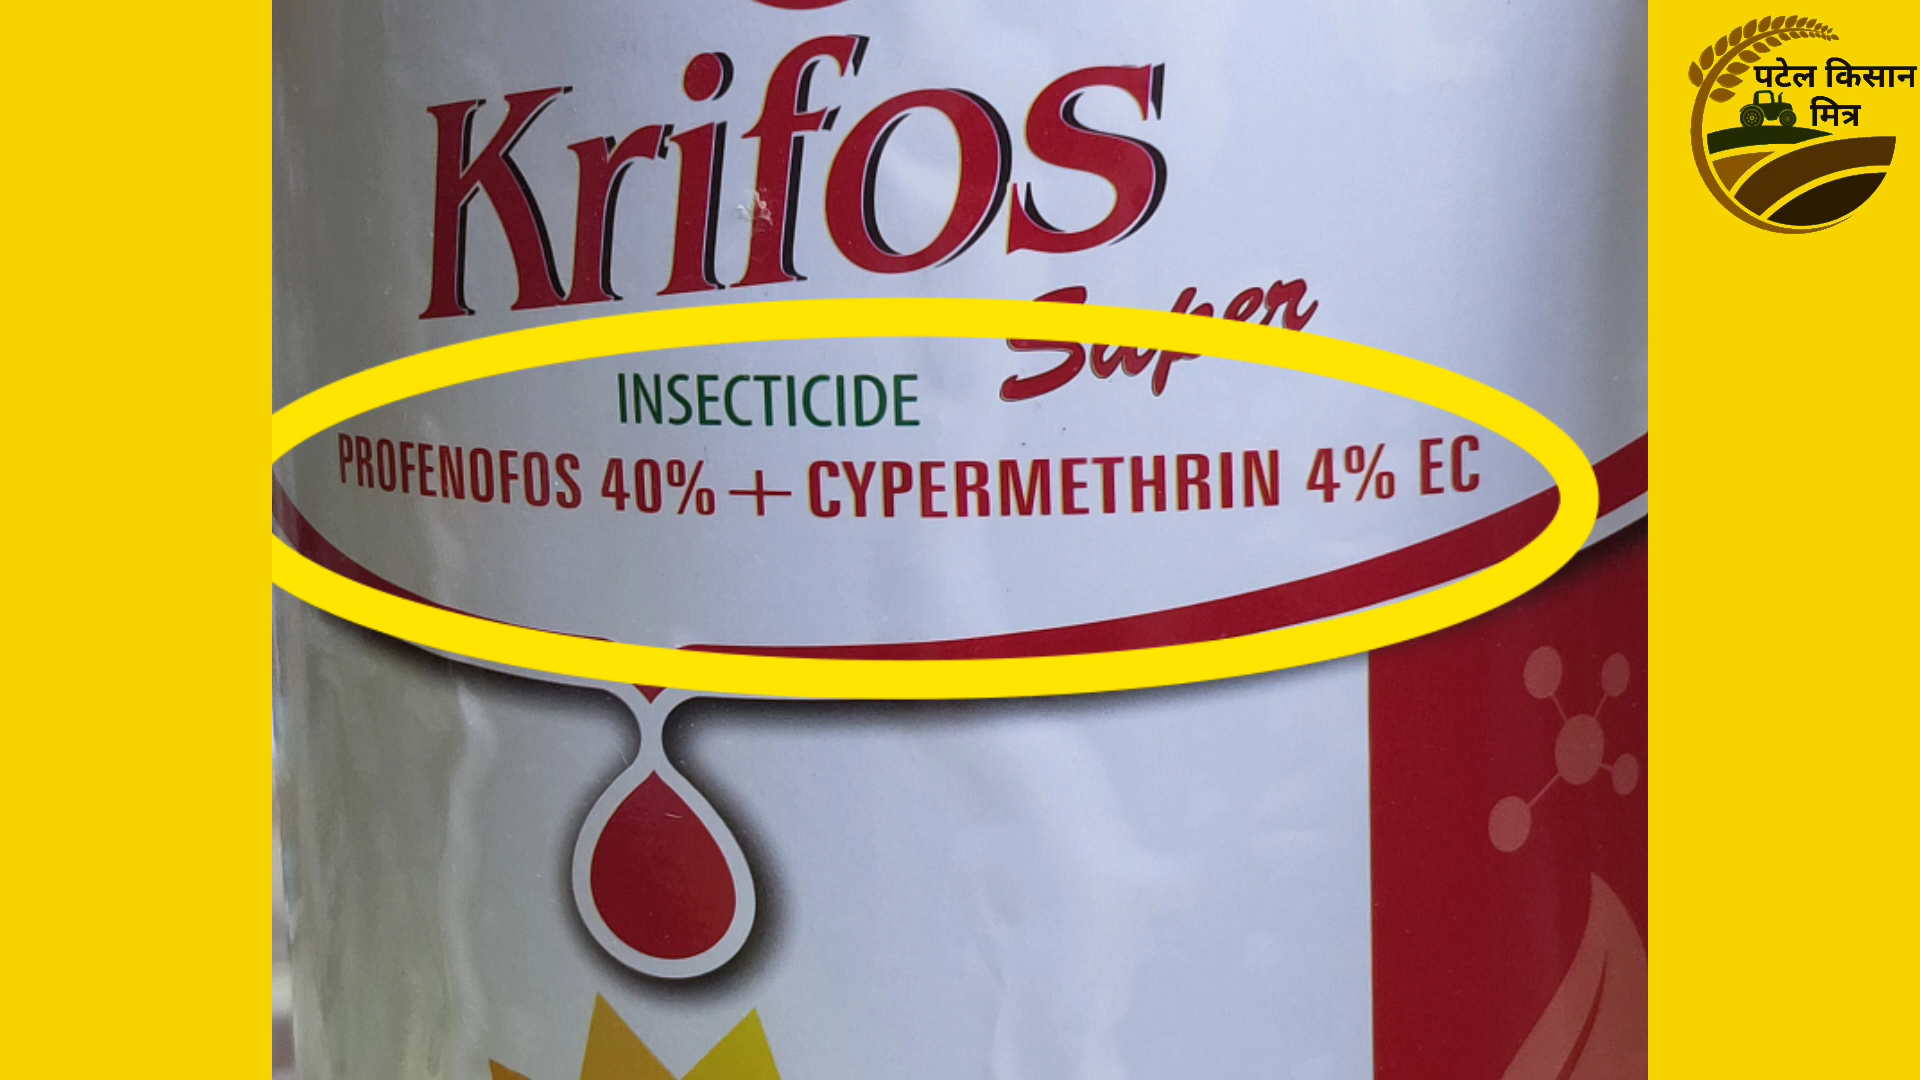 Krifos
Super
INSECTICIDE
PROFENOFOS 40% + CYPERMETHRIN 4% EC
पटेल किसान
मित्र